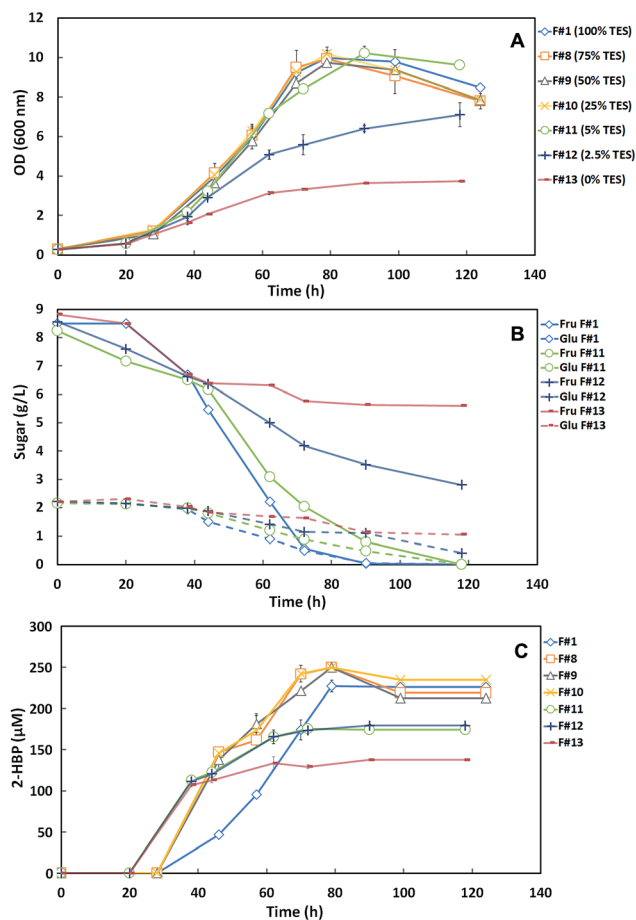 A
OD (600 nm)
12
10
8
6
4
2
0
0 20 40 60 80 100 120 140
Time (h)
F#1 (100% TES)
F#8 (75% TES)
F#9 (50% TES)
F#10 (25% TES)
F#11 (5% TES)
F#12 (2.5% TES)
F#13 (0% TES)
B
Sugar (g/L)
9
8
7
6
5
4
3
2
1
0
0 20 40 60 80 100 120 140
Time (h)
Fru F#1
Glu F#1
Fru F#11
Glu F#11
Fru F#12
Glu F#12
Fru F#13
Glu F#13
C
2-HBP (µM)
300
250
200
150
100
50
0
0 20 40 60 80 100 120 140
Time (h)
F#1
F#8
F#9
F#10
F#11
F#12
F#13